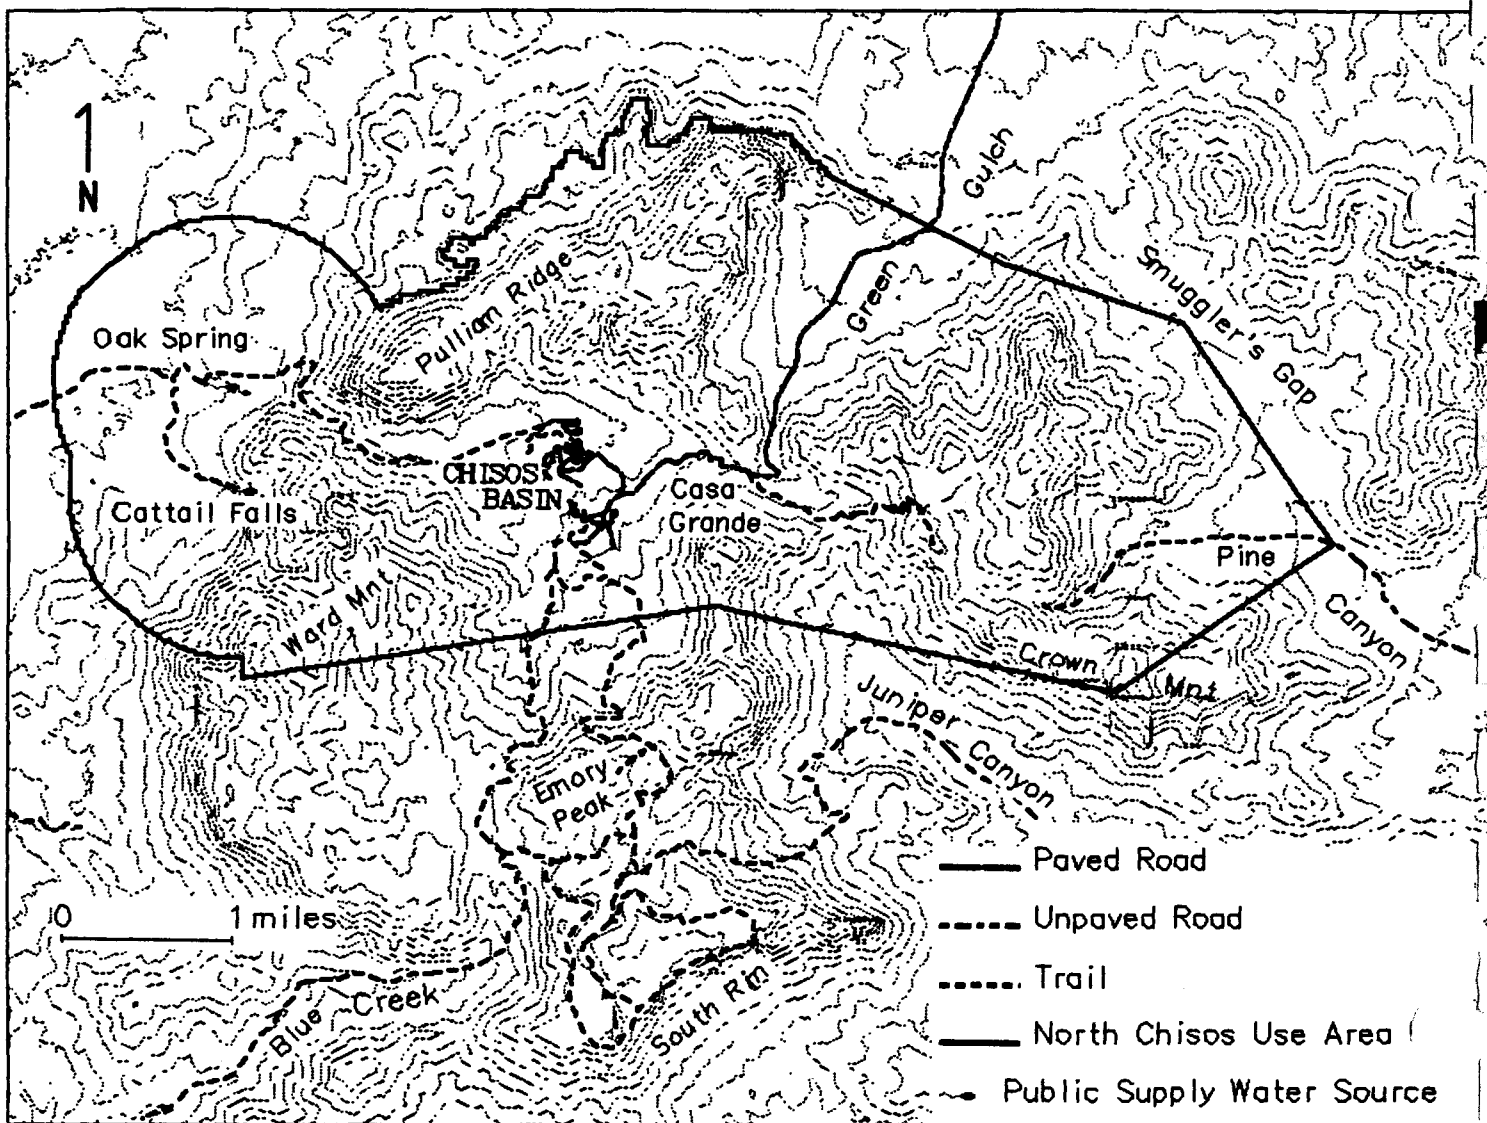 N
Gulch
Green
Smuggler's Gap
Pulliam Ridge
Oak Spring
CHISOS
BASIN
Casa
Grande
Cattail Falls
Pine
Canyon
Ward Mnt
Crown
Mnt
Juniper
Canyon
Emory
Peak
0 1 miles
Blue Creek
South Rim
Paved Road
Unpaved Road
Trail
North Chisos Use Area
Public Supply Water Source